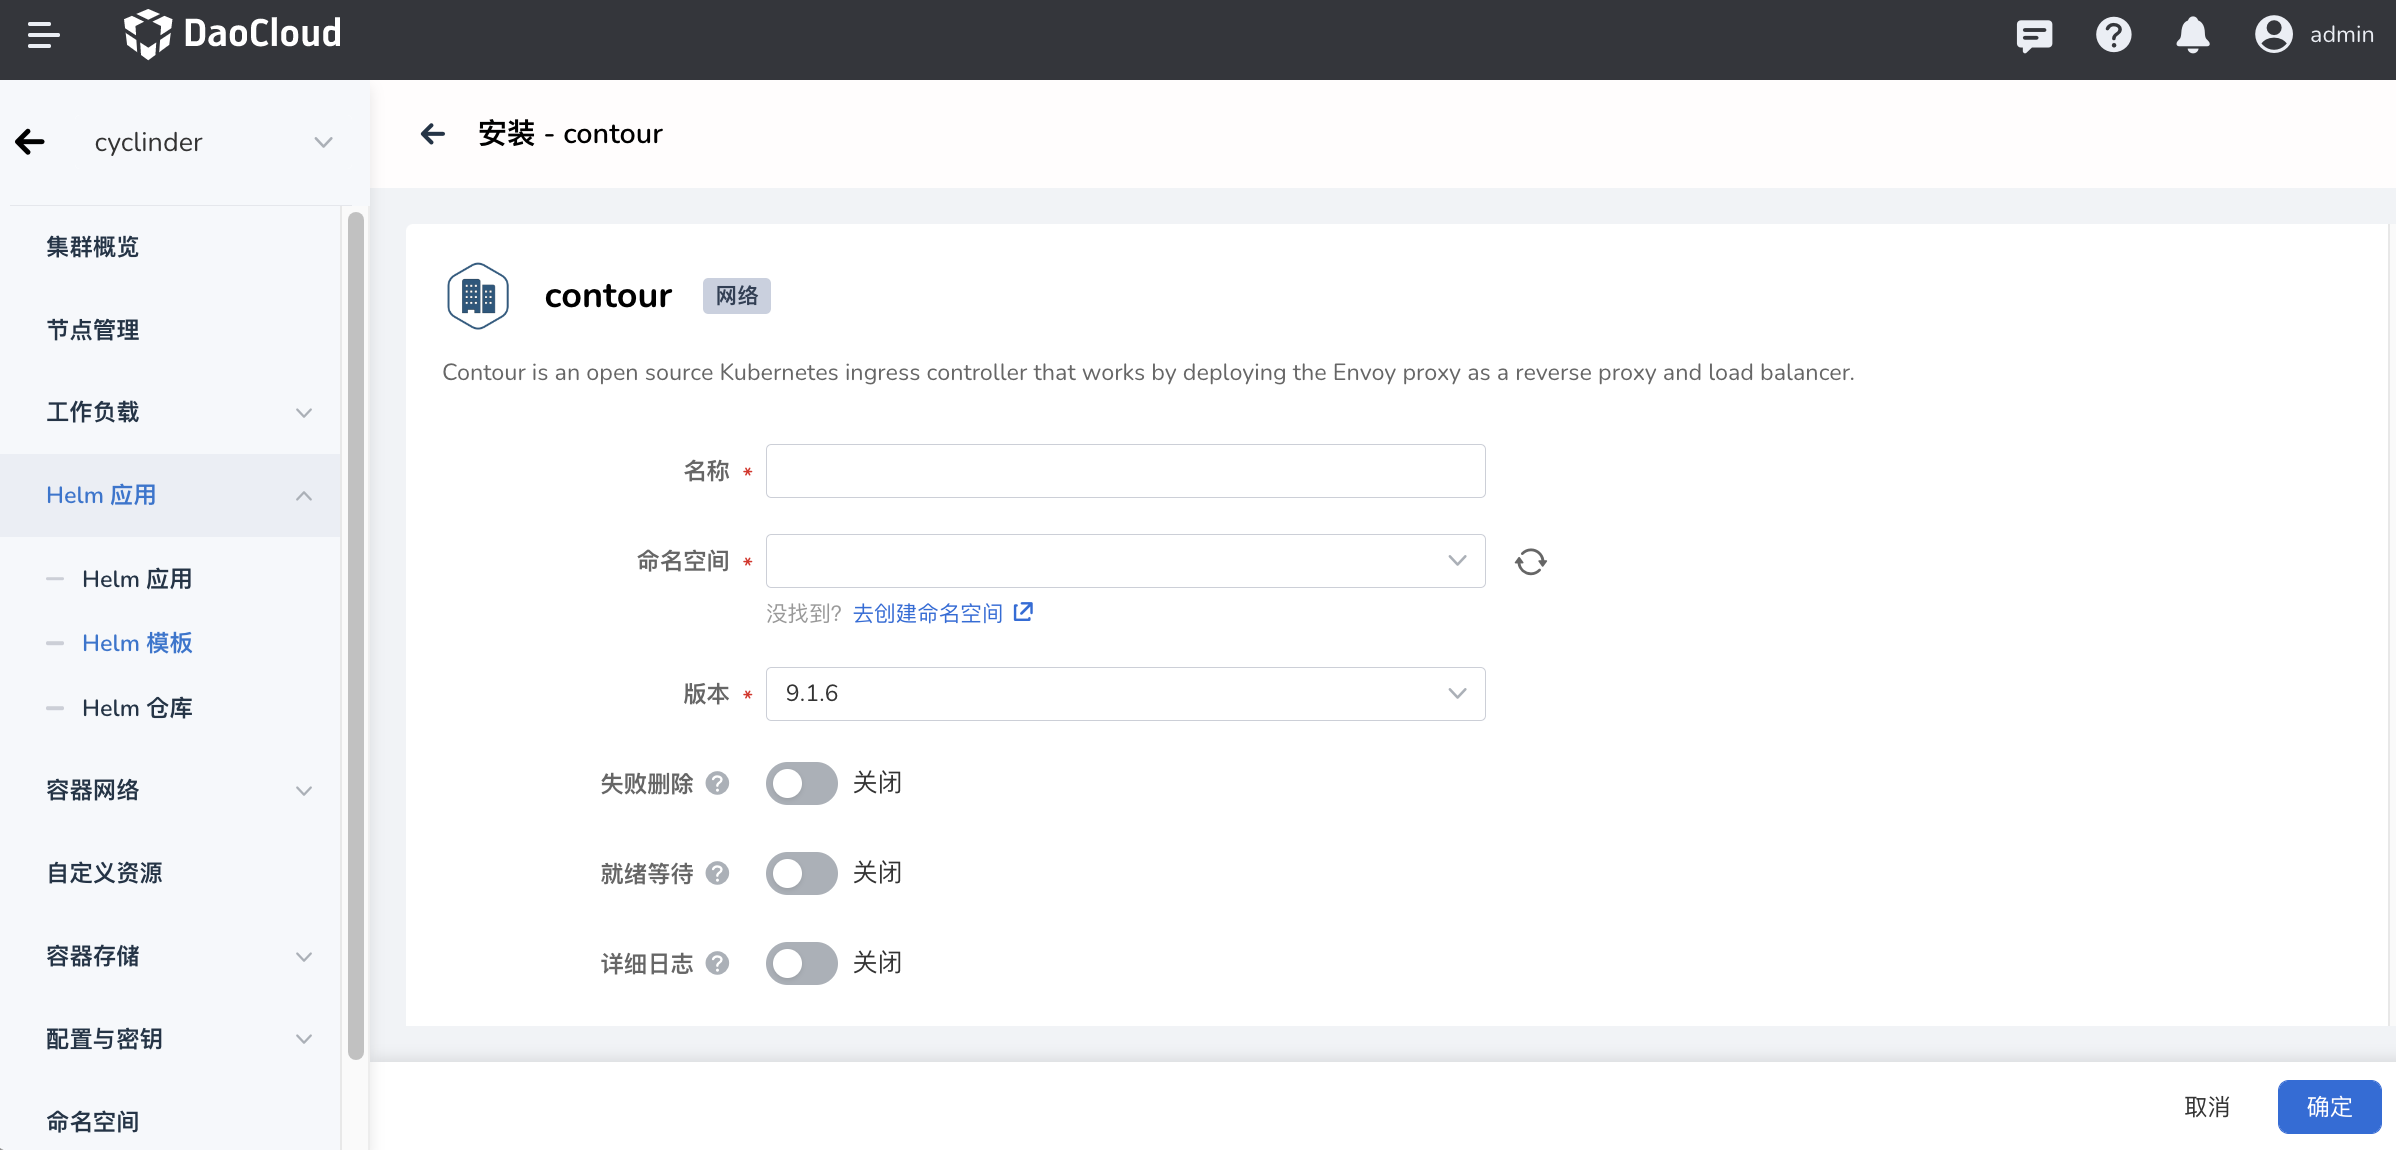 DaoCloud
admin
cyclinder
集群概览
节点管理
工作负载
Helm 应用
Helm 应用
Helm 模板
Helm 仓库
容器网络
自定义资源
容器存储
配置与密钥
命名空间
安装 - contour
contour 网络
Contour is an open source Kubernetes ingress controller that works by deploying the Envoy proxy as a reverse proxy and load balancer.
名称 *
命名空间 *
没找到? 去创建命名空间
版本 * 9.1.6
失败删除 ? 关闭
就绪等待 ? 关闭
详细日志 ? 关闭
取消 确定